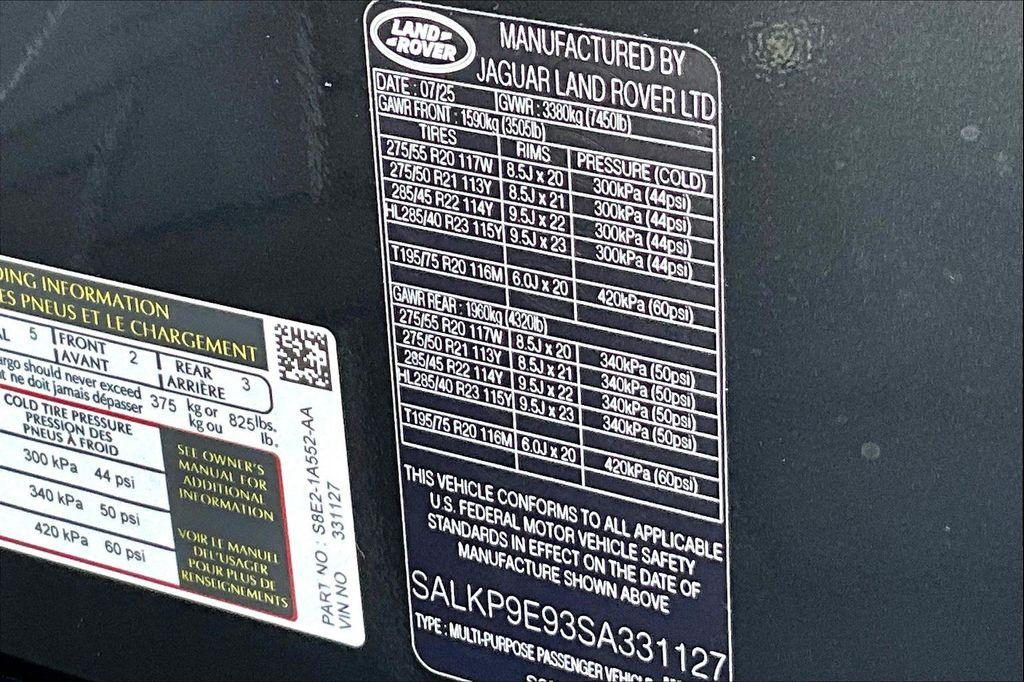 LAND
ROVER
MANUFACTURED BY
JAGUAR LAND ROVER LTD
DATE : 07/25 GVWR : 3380kg (7450lb)
GAWR FRONT : 1590kg (3505lb)
TIRES RIMS PRESSURE (COLD)
275/55 R20 117W 8.5J x 20 300kPa (44psi)
275/50 R21 113Y 8.5J x 21 300kPa (44psi)
285/45 R22 114Y 9.5J x 22 300kPa (44psi)
HL285/40 R23 115Y 9.5J x 23 300kPa (44psi)
T195/75 R20 116M 6.0J x 20 420kPa (60psi)
GAWR REAR : 1960kg (4320lb)
275/55 R20 117W 8.5J x 20 340kPa (50psi)
275/50 R21 113Y 8.5J x 21 340kPa (50psi)
285/45 R22 114Y 9.5J x 22 340kPa (50psi)
HL285/40 R23 115Y 9.5J x 23 340kPa (50psi)
T195/75 R20 116M 6.0J x 20 420kPa (60psi)
THIS VEHICLE CONFORMS TO ALL APPLICABLE
U.S. FEDERAL MOTOR VEHICLE SAFETY
STANDARDS IN EFFECT ON THE DATE OF
MANUFACTURE SHOWN ABOVE
SALKP9E93SA331127
TYPE : MULTI-PURPOSE PASSENGER VEHICLE
DING INFORMATION
ES PNEUS ET LE CHARGEMENT
AL 5 FRONT 2 REAR 3
AVANT ARRIÈRE
argo should never exceed 375 kg or 825lbs.
nt ne doit jamais dépasser kg ou lb.
COLD TIRE PRESSURE
PRESSION DES
PNEUS À FROID
300 kPa 44 psi
340 kPa 50 psi
420 kPa 60 psi
SEE OWNER'S
MANUAL FOR
ADDITIONAL
INFORMATION
VOIR LE MANUEL
DEL'USAGER
POUR PLUS DE
RENSEIGNEMENTS
PART NO : S8E2-1A552-AA
VIN NO 331127